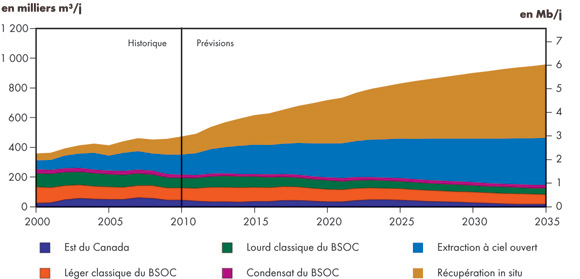 en milliers m³/j
en Mb/j
1 200
1 000
800
600
400
200
0
Historique
Prévisions
7
6
5
4
3
2
1
0
2000 2005 2010 2015 2020 2025 2030 2035
Est du Canada
Lourd classique du BSOC
Extraction à ciel ouvert
Léger classique du BSOC
Condensat du BSOC
Récupération in situ